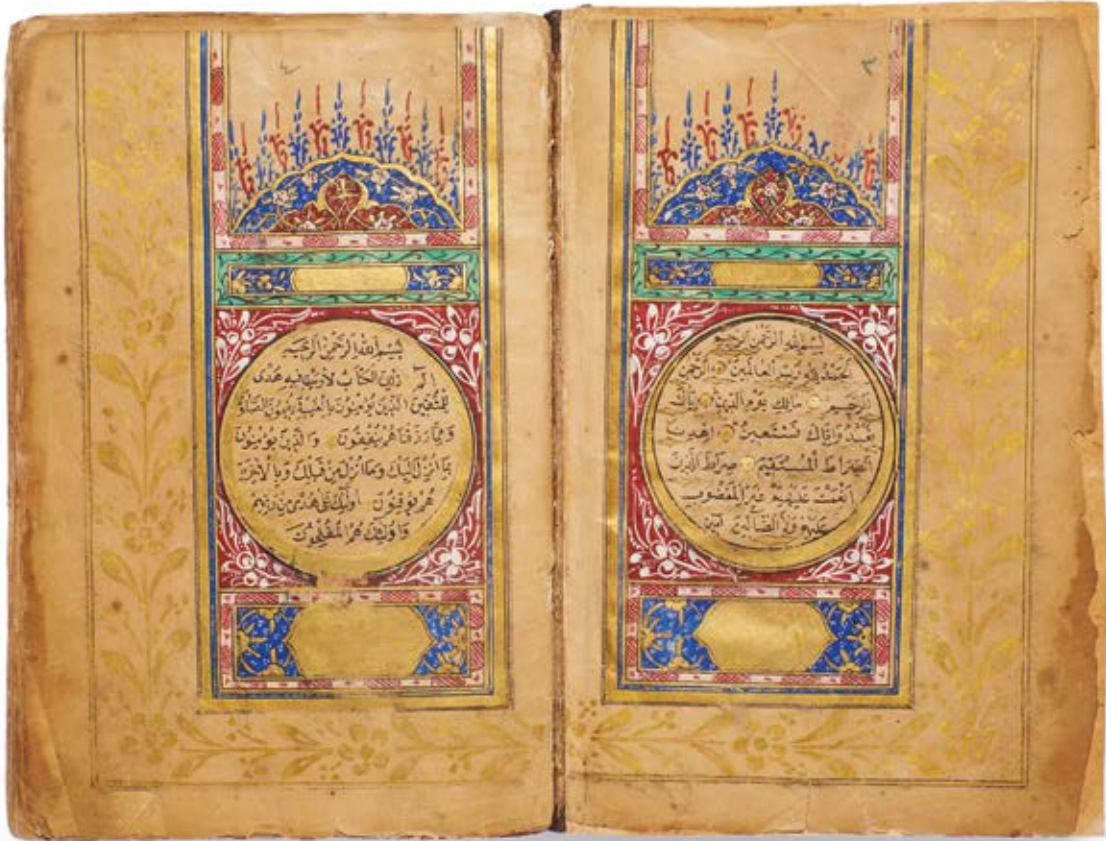 ٣
بسم الله الرحمن الرحيم
الحمد لله رب العالمين الرحمن
الرحيم مالك يوم الدين اياك
نعبد واياك نستعين اهدنا
الصراط المستقيم صراط الذين
انعمت عليهم غير المغضوب
عليهم ولا الضالين امين
٤
بسم الله الرحمن الرحيم
الم ذلك الكتاب لا ريب فيه هدى
للمتقين الذين يؤمنون بالغيب ويقيمون الصلوة
ومما رزقناهم ينفقون والذين يؤمنون
بما انزل اليك وما انزل من قبلك وبالاخرة
هم يوقنون اولئك على هدى من ربهم
واولئك هم المفلحون